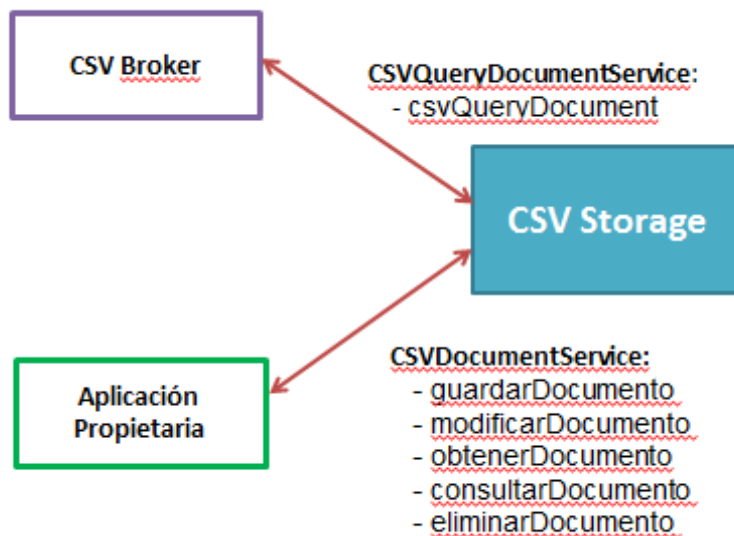 CSV Broker
CSVQueryDocumentService:
- csvQueryDocument
CSV Storage
Aplicación
Propietaria
CSVDocumentService:
- guardarDocumento
- modificarDocumento
- obtenerDocumento
- consultarDocumento
- eliminarDocumento